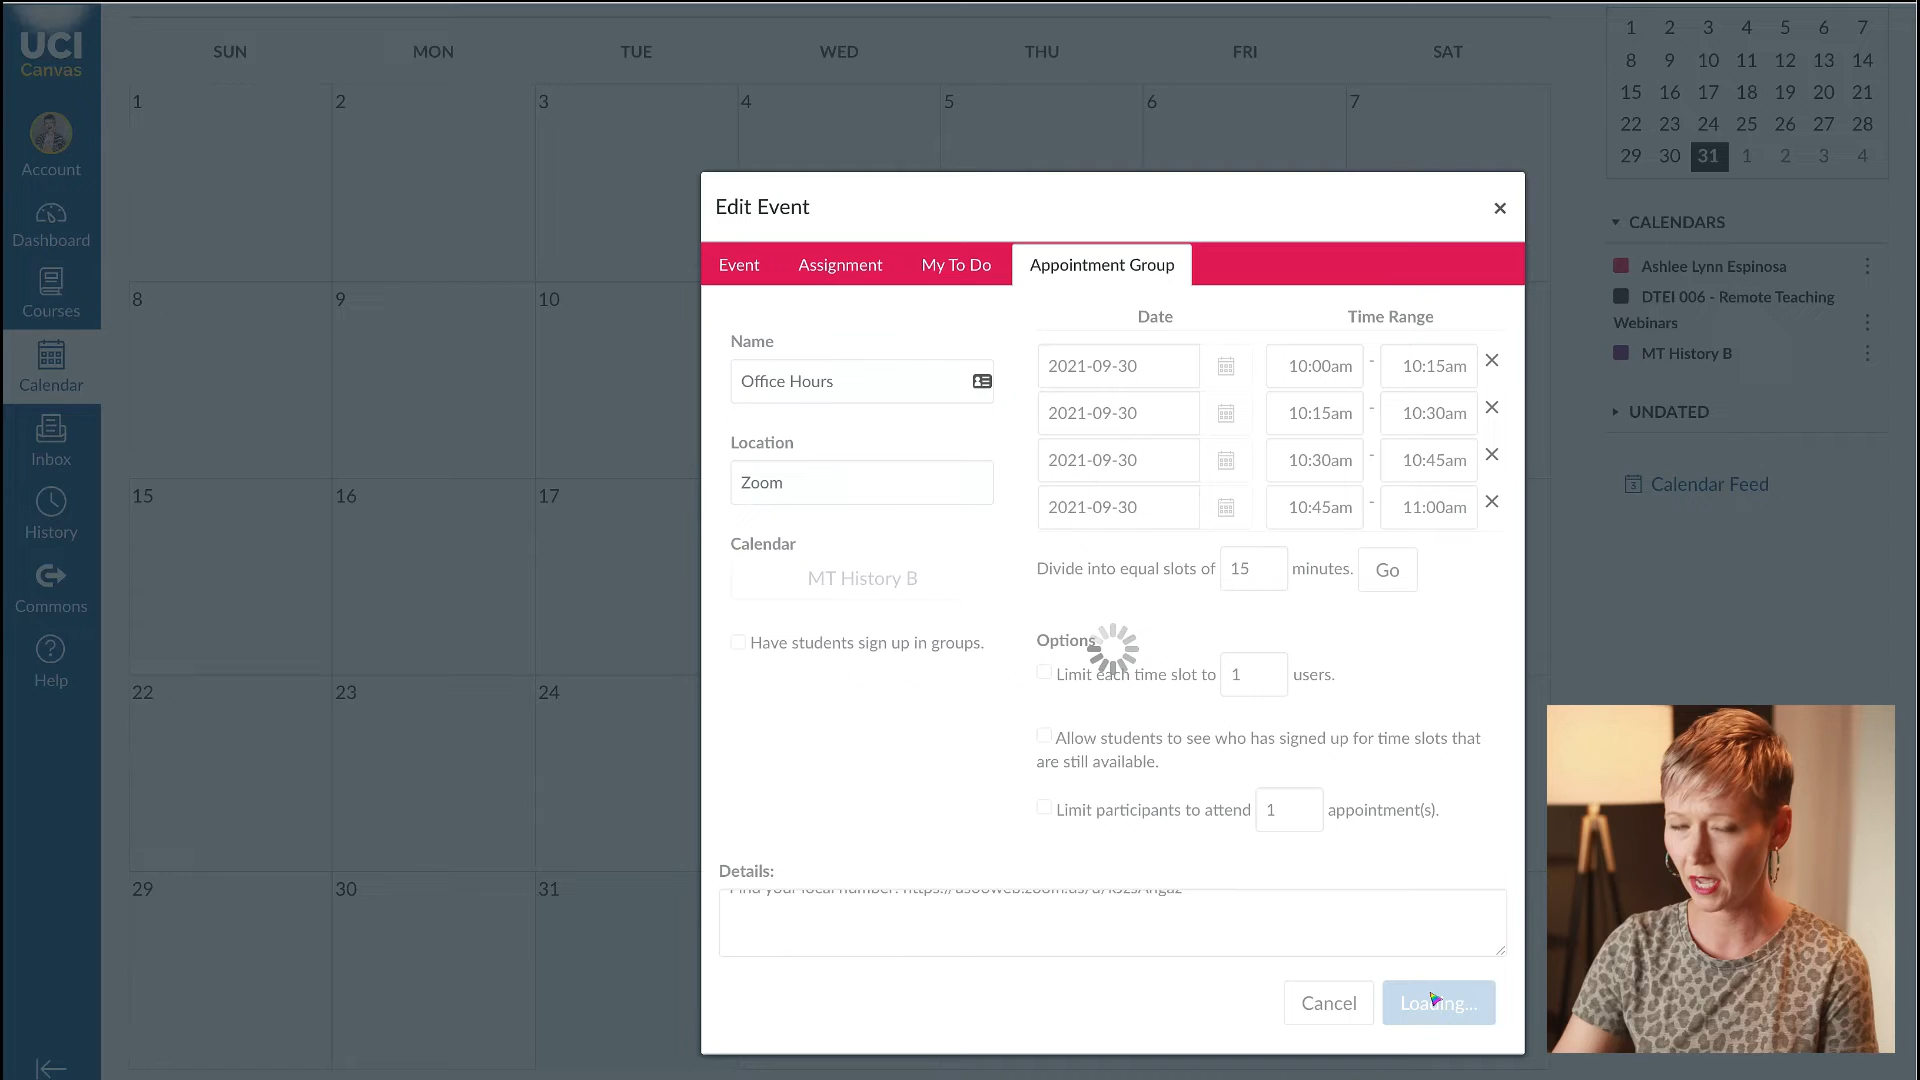 UCI
Canvas
Account
Dashboard
Courses
Calendar
Inbox
History
Commons
Help
SUN MON TUE WED THU FRI SAT
1 2 3 4 5 6 7
8 9 10
15 16 17
22 23 24
29 30 31
Edit Event
Event Assignment My To Do Appointment Group
Name
Office Hours
Location
Zoom
Calendar
MT History B
Have students sign up in groups.
Date Time Range
2021-09-30 10:00am - 10:15am
2021-09-30 10:15am - 10:30am
2021-09-30 10:30am - 10:45am
2021-09-30 10:45am - 11:00am
Divide into equal slots of 15 minutes. Go
Options
Limit each time slot to 1 users.
Allow students to see who has signed up for time slots that
are still available.
Limit participants to attend 1 appointment(s).
Details:
Find your local number:
Cancel Loading...
1 2 3 4 5 6 7
8 9 10 11 12 13 14
15 16 17 18 19 20 21
22 23 24 25 26 27 28
29 30 31 1 2 3 4
CALENDARS
Ashlee Lynn Espinosa
DTEI 006 - Remote Teaching
Webinars
MT History B
UNDATED
Calendar Feed